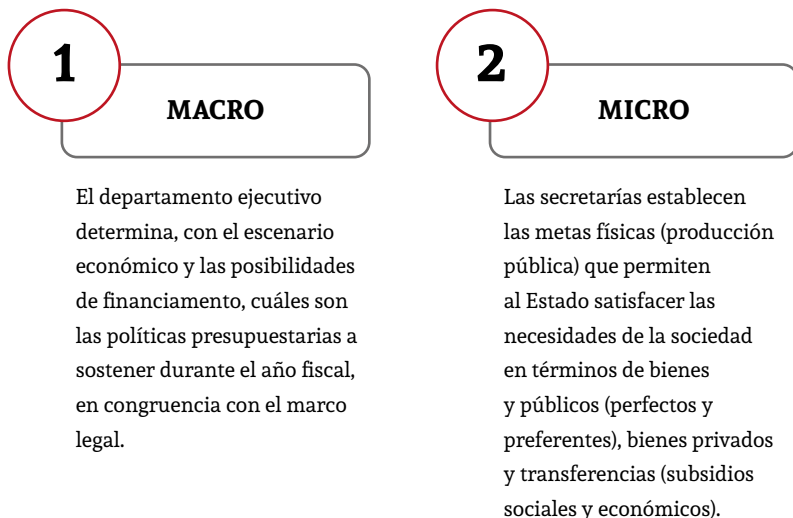 1
MACRO
El departamento ejecutivo
determina, con el escenario
económico y las posibilidades
de financiamento, cuáles son
las políticas presupuestarias a
sostener durante el año fiscal,
en congruencia con el marco
legal.
2
MICRO
Las secretarías establecen
las metas físicas (producción
pública) que permiten
al Estado satisfacer las
necesidades de la sociedad
en términos de bienes
y públicos (perfectos y
preferentes), bienes privados
y transferencias (subsidios
sociales y económicos).